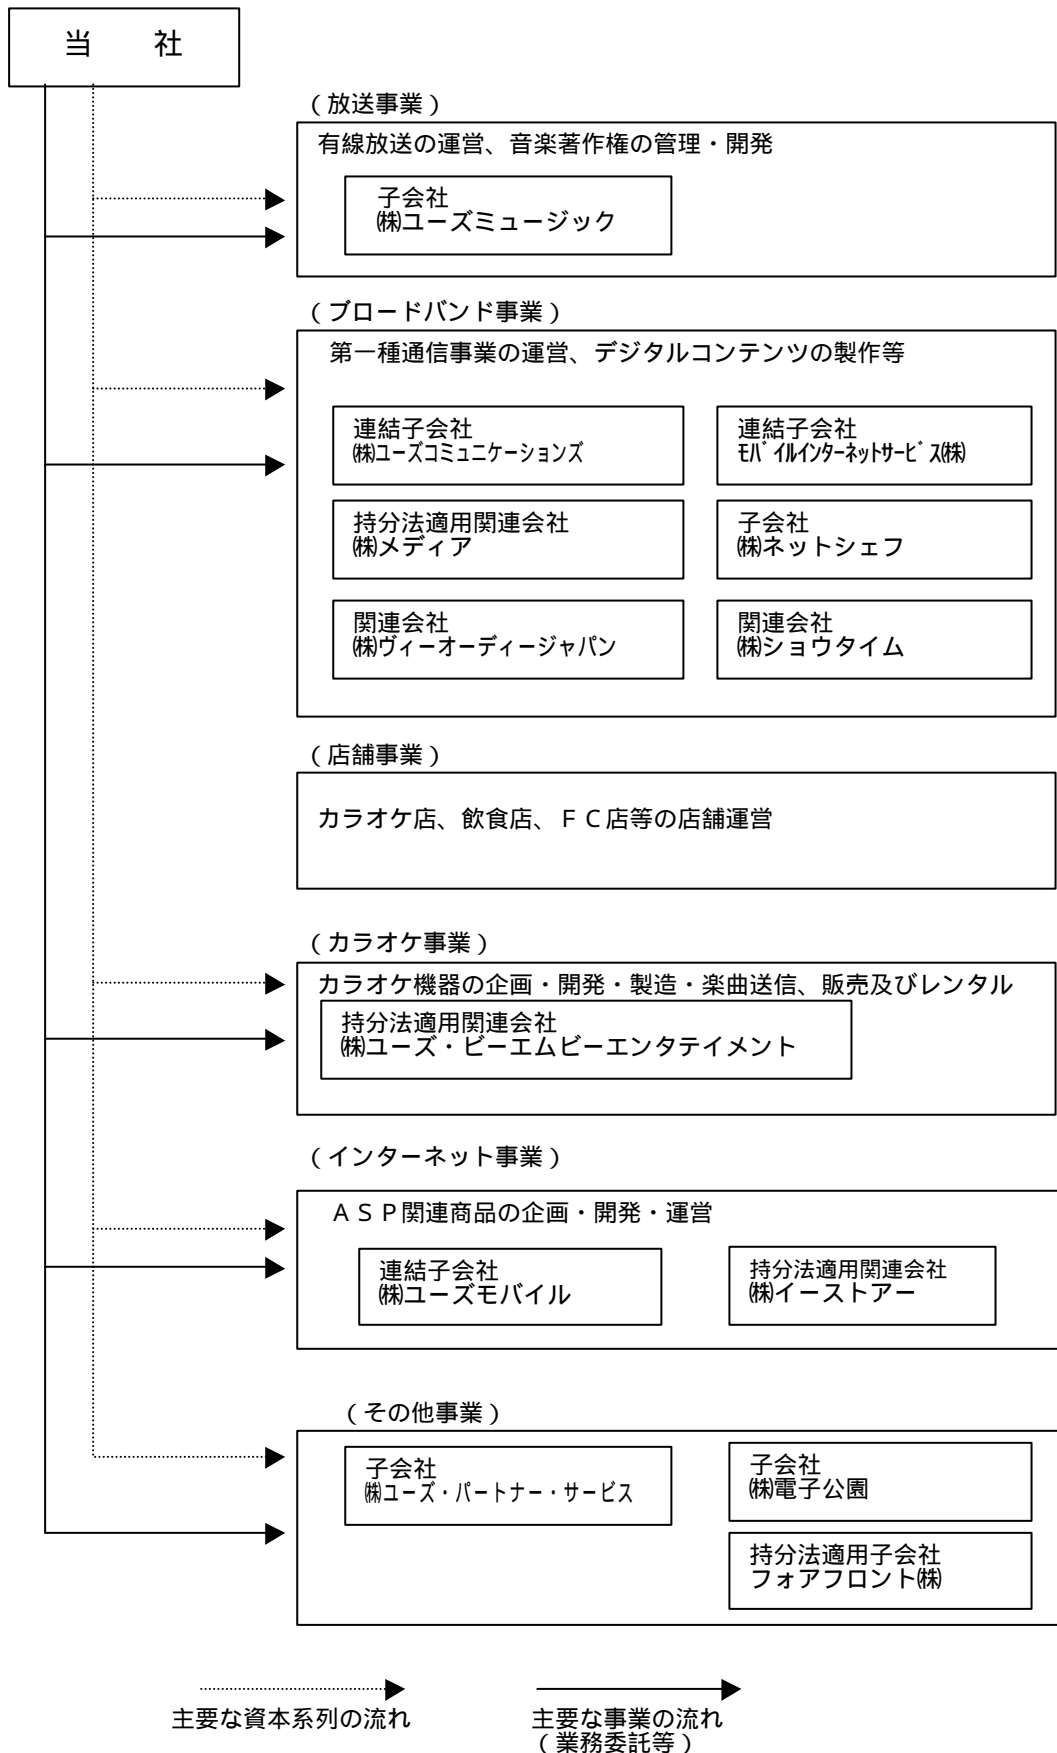 当　　社
（放送事業）
有線放送の運営、音楽著作権の管理・開発
子会社
㈱ユーズミュージック
（ブロードバンド事業）
第一種通信事業の運営、デジタルコンテンツの製作等
連結子会社
㈱ユーズコミュニケーションズ
連結子会社
ﾓﾊﾞｲﾙｲﾝﾀｰﾈｯﾄｻｰﾋﾞｽ㈱
持分法適用関連会社
㈱メディア
子会社
㈱ネットシェフ
関連会社
㈱ヴィーオーディージャパン
関連会社
㈱ショウタイム
（店舗事業）
カラオケ店、飲食店、ＦＣ店等の店舗運営
（カラオケ事業）
カラオケ機器の企画・開発・製造・楽曲送信、販売及びレンタル
持分法適用関連会社
㈱ユーズ・ビーエムビーエンタテイメント
（インターネット事業）
ＡＳＰ関連商品の企画・開発・運営
連結子会社
㈱ユーズモバイル
持分法適用関連会社
㈱イーストアー
（その他事業）
子会社
㈱ユーズ・パートナー・サービス
子会社
㈱電子公園
持分法適用子会社
フォアフロント㈱
主要な資本系列の流れ
主要な事業の流れ
（業務委託等）